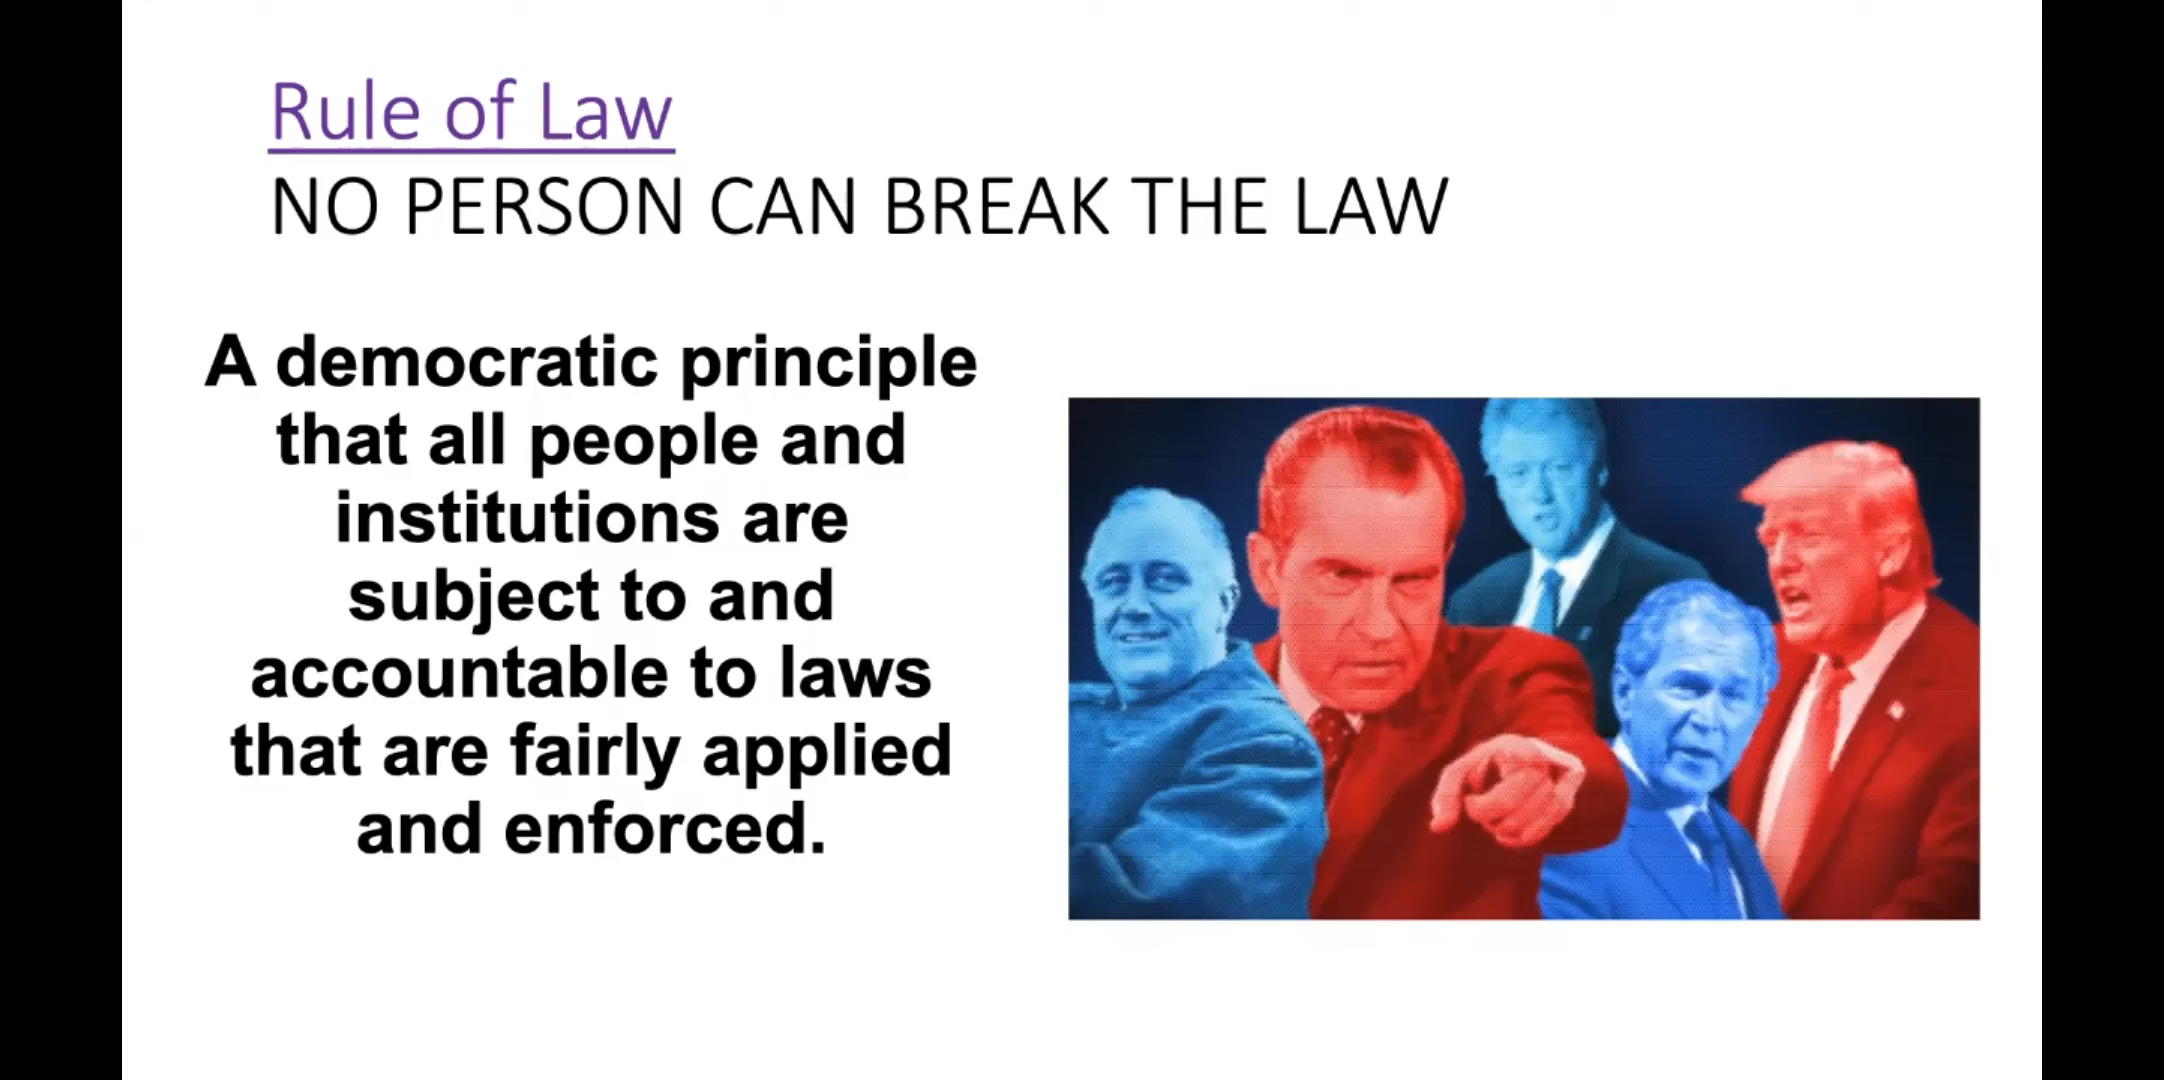 Rule of Law
NO PERSON CAN BREAK THE LAW
A democratic principle
that all people and
institutions are
subject to and
accountable to laws
that are fairly applied
and enforced.